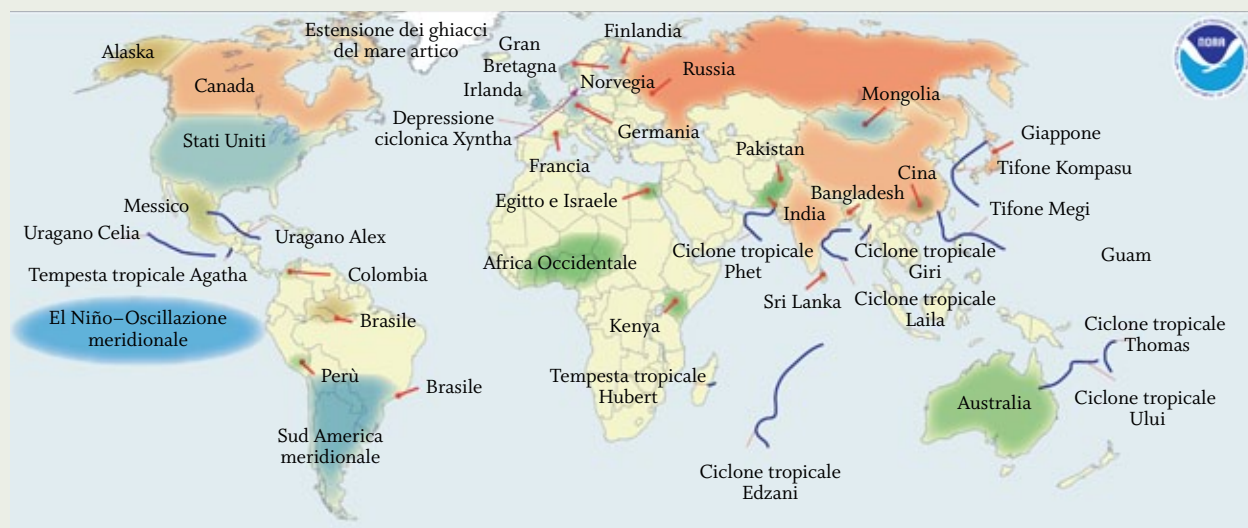 Estensione dei ghiacci
del mare artico
Alaska
Canada
Stati Uniti
Messico
Uragano Celia
Uragano Alex
Tempesta tropicale Agatha
Colombia
El Niño–Oscillazione
meridionale
Brasile
Perù
Brasile
Sud America
meridionale
Gran
Bretagna
Irlanda
Finlandia
Norvegia
Russia
Depressione
ciclonica Xyntha
Germania
Francia
Egitto e Israele
Africa Occidentale
Kenya
Tempesta tropicale
Hubert
Mongolia
Pakistan
Cina
Bangladesh
India
Giappone
Tifone Kompasu
Tifone Megi
Ciclone tropicale
Phet
Ciclone tropicale
Giri
Sri Lanka
Ciclone tropicale
Laila
Guam
Ciclone tropicale
Thomas
Ciclone tropicale
Ului
Australia
Ciclone tropicale
Edzani
NOAA